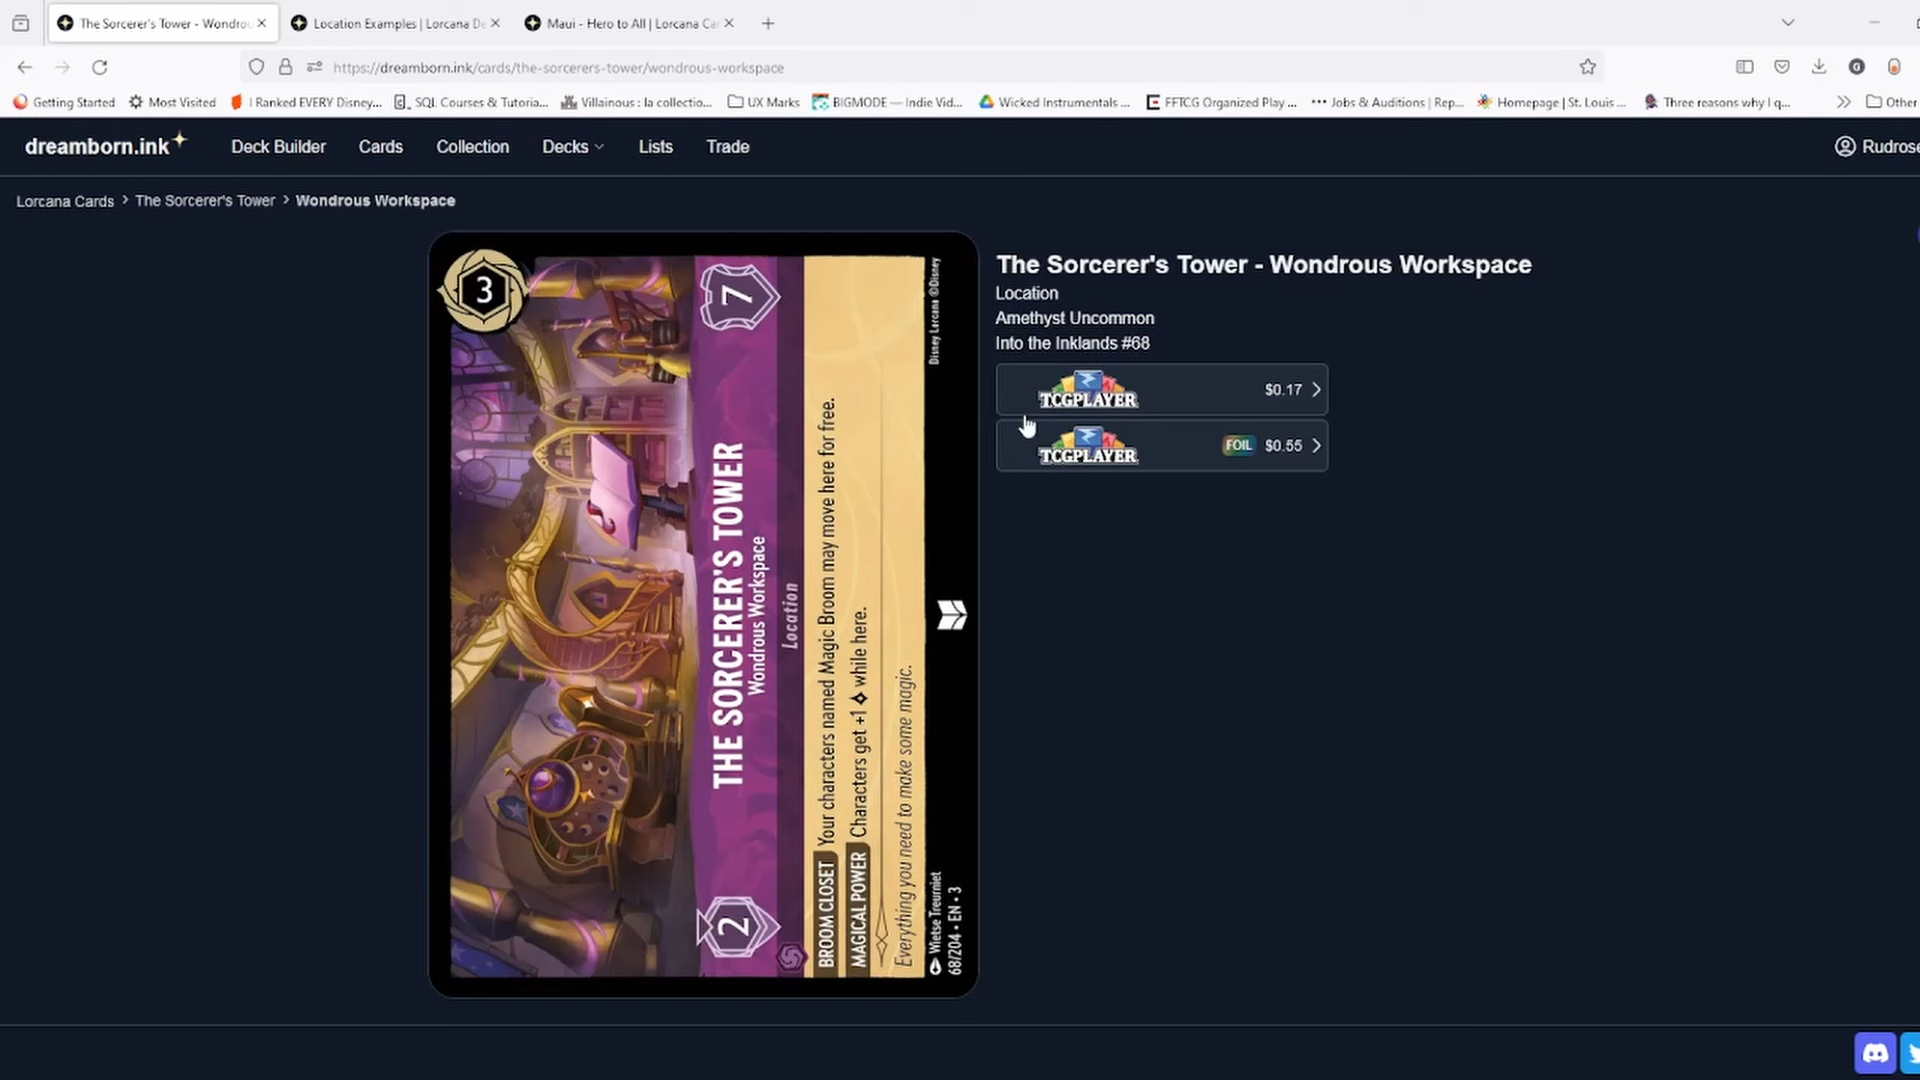 The Sorcerer's Tower - Wondrou
Location Examples | Lorcana De
Maui - Hero to All | Lorcana Ca
https://dreamborn.ink/cards/the-sorcerers-tower/wondrous-workspace
Getting Started
Most Visited
I Ranked EVERY Disney...
SQL Courses & Tutoria...
Villainous : la collectio...
UX Marks
BIGMODE — Indie Vid...
Wicked Instrumentals ...
FFTCG Organized Play ...
Jobs & Auditions | Rep...
Homepage | St. Louis ...
Three reasons why I q...
Other
dreamborn.ink
Deck Builder
Cards
Collection
Decks
Lists
Trade
Rudrose
Lorcana Cards > The Sorcerer's Tower > Wondrous Workspace
3
7
2
THE SORCERER'S TOWER
Wondrous Workspace
Location
BROOM CLOSET Your characters named Magic Broom may move here for free.
MAGICAL POWER Characters get +1 while here.
Everything you need to make some magic.
Wietse Treurniet
Disney Lorcana ©Disney
68/204 • EN • 3
The Sorcerer's Tower - Wondrous Workspace
Location
Amethyst Uncommon
Into the Inklands #68
TCGPLAYER $0.17
TCGPLAYER FOIL $0.55